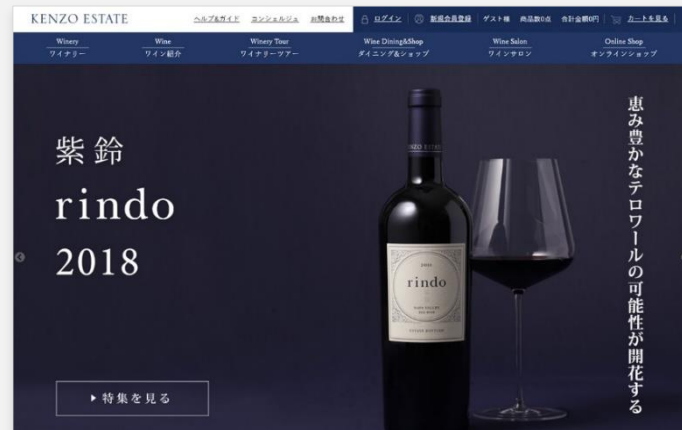 KENZO ESTATE
ヘルプ&ガイド コンシェルジュ お問合わせ
ログイン 新規会員登録 ゲスト様 商品数0点 合計金額0円 カートを見る
Winery Wine Winery Tour Wine Dining&Shop Wine Salon Online Shop
ワイナリー ワイン紹介 ワイナリーツアー ダイニング&ショップ ワインサロン オンラインショップ
紫鈴
rindo
2018
恵み豊かなテロワールの可能性が開花する
KENZO ESTATE
2018
rindo
NAPA VALLEY
RED WINE
特集を見る